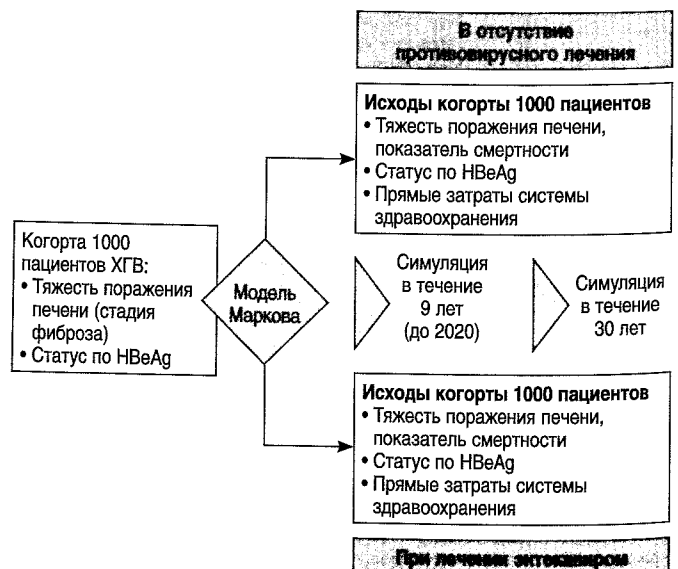 В отсутствие
противовирусного лечения
Исходы когорты 1000 пациентов
• Тяжесть поражения печени,
показатель смертности
• Статус по HBeAg
• Прямые затраты системы
здравоохранения
Когорта 1000
пациентов ХГВ:
• Тяжесть поражения
печени (стадия
фиброза)
• Статус по HBeAg
Модель
Маркова
Симуляция
в течение
9 лет
(до 2020)
Симуляция
в течение
30 лет
Исходы когорты 1000 пациентов
• Тяжесть поражения печени,
показатель смертности
• Статус по HBeAg
• Прямые затраты системы
здравоохранения
При лечении энтекавиром